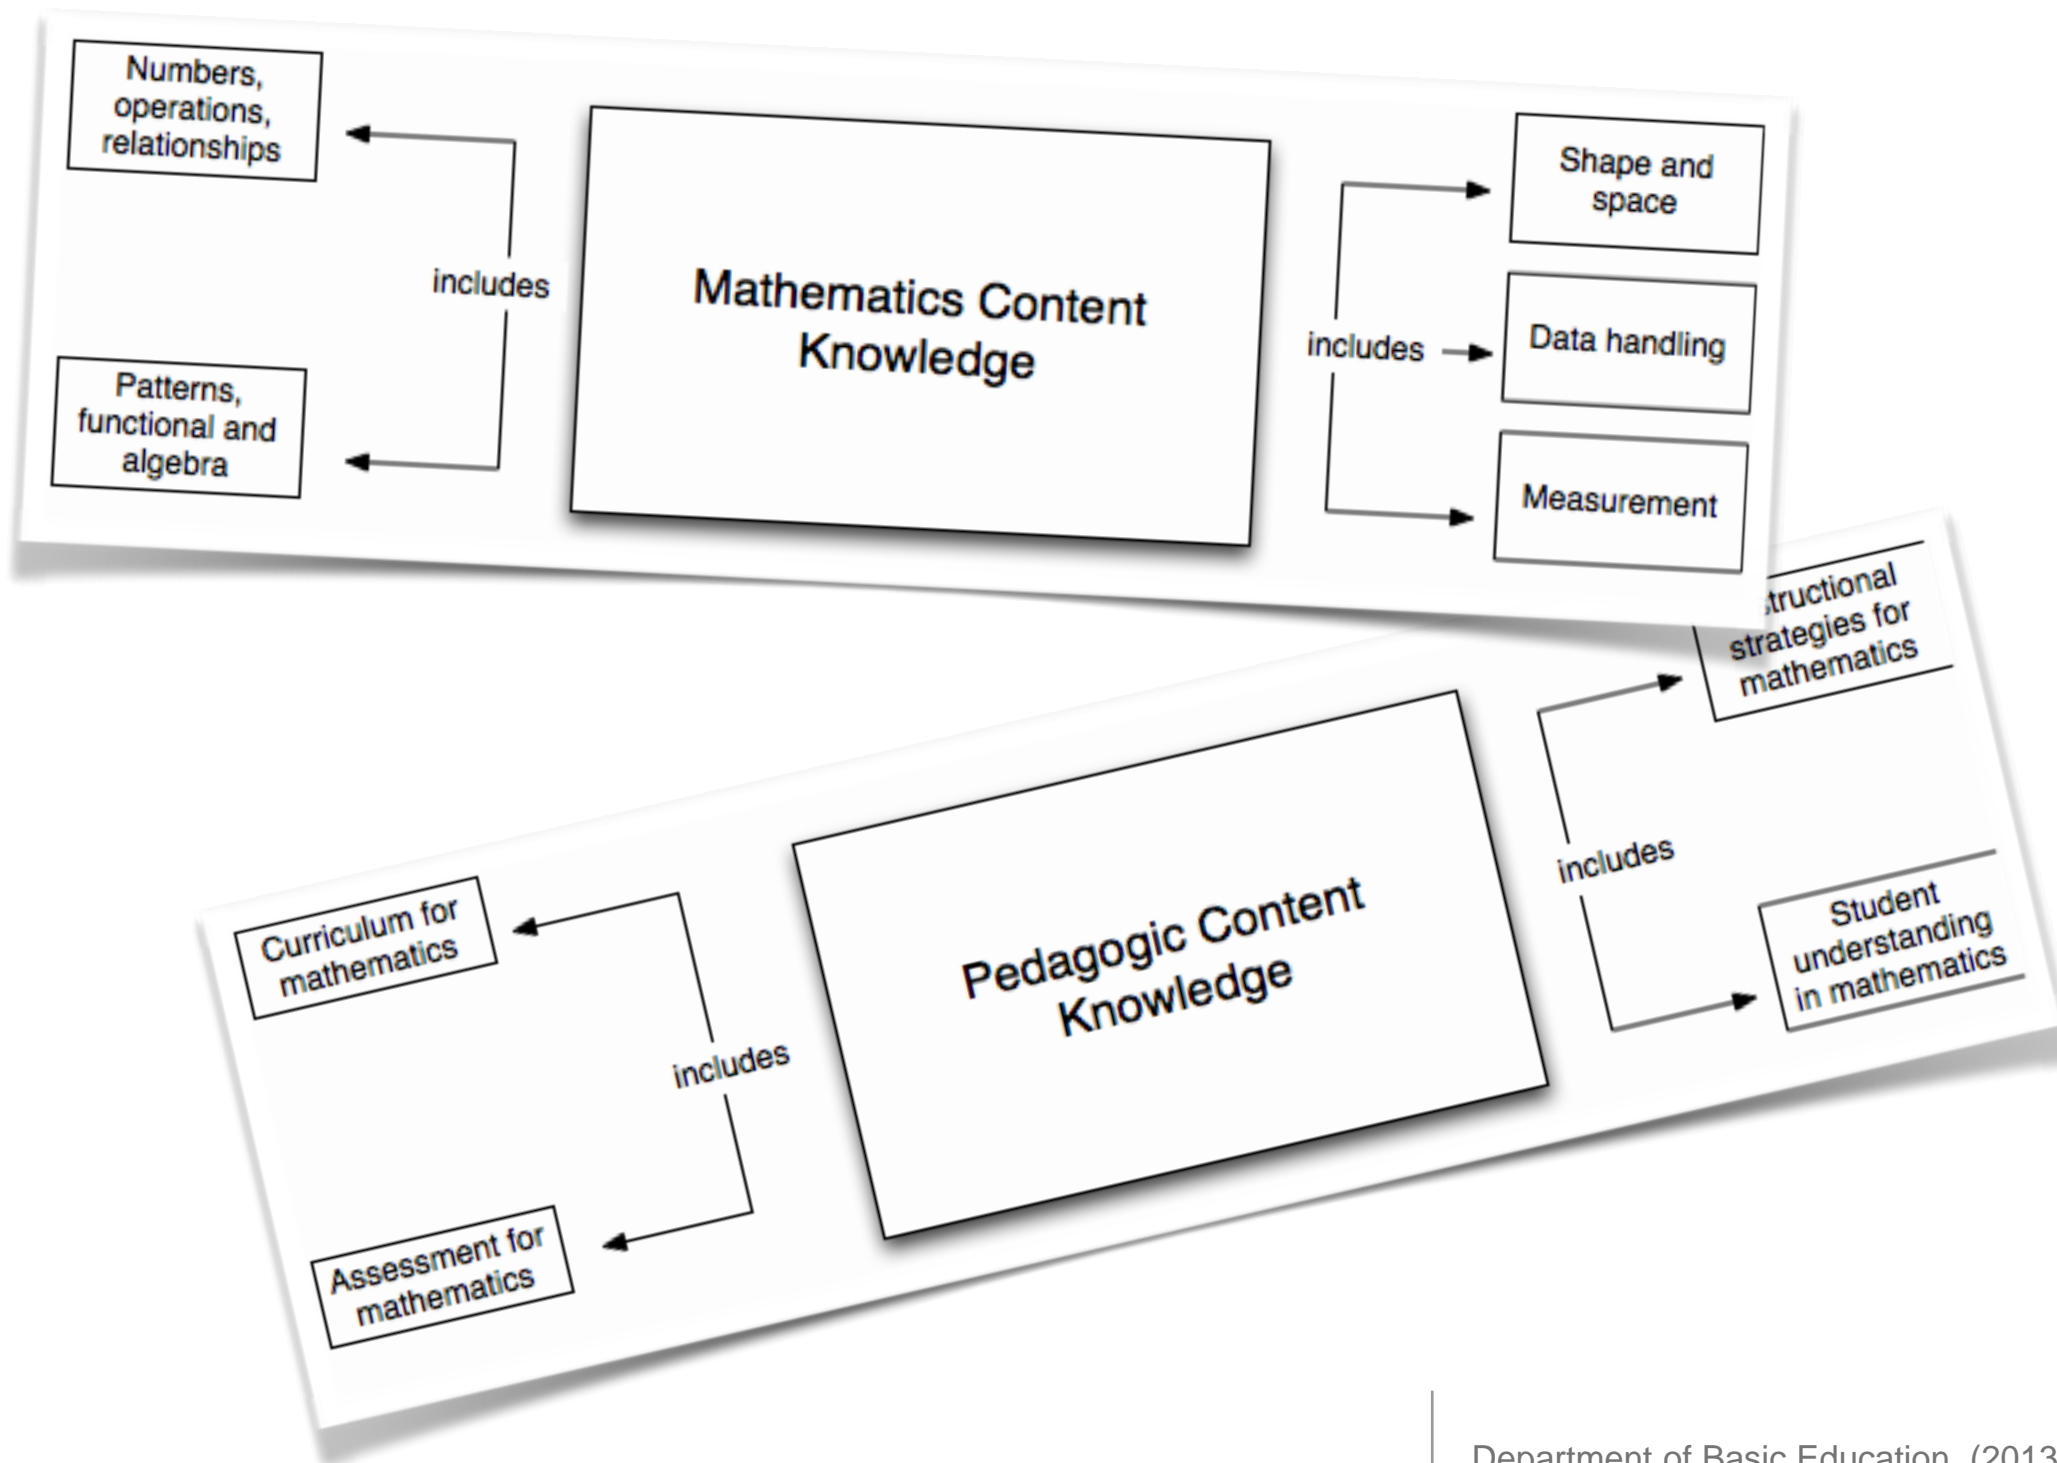 Numbers,
operations,
relationships
includes
Patterns,
functional and
algebra
Mathematics Content
Knowledge
includes
Shape and
space
Data handling
Measurement
strategies for
mathematics
includes
Student
understanding
in mathematics
Pedagogic Content
Knowledge
Curriculum for
mathematics
includes
Assessment for
mathematics
Department of Basic Education. (2013